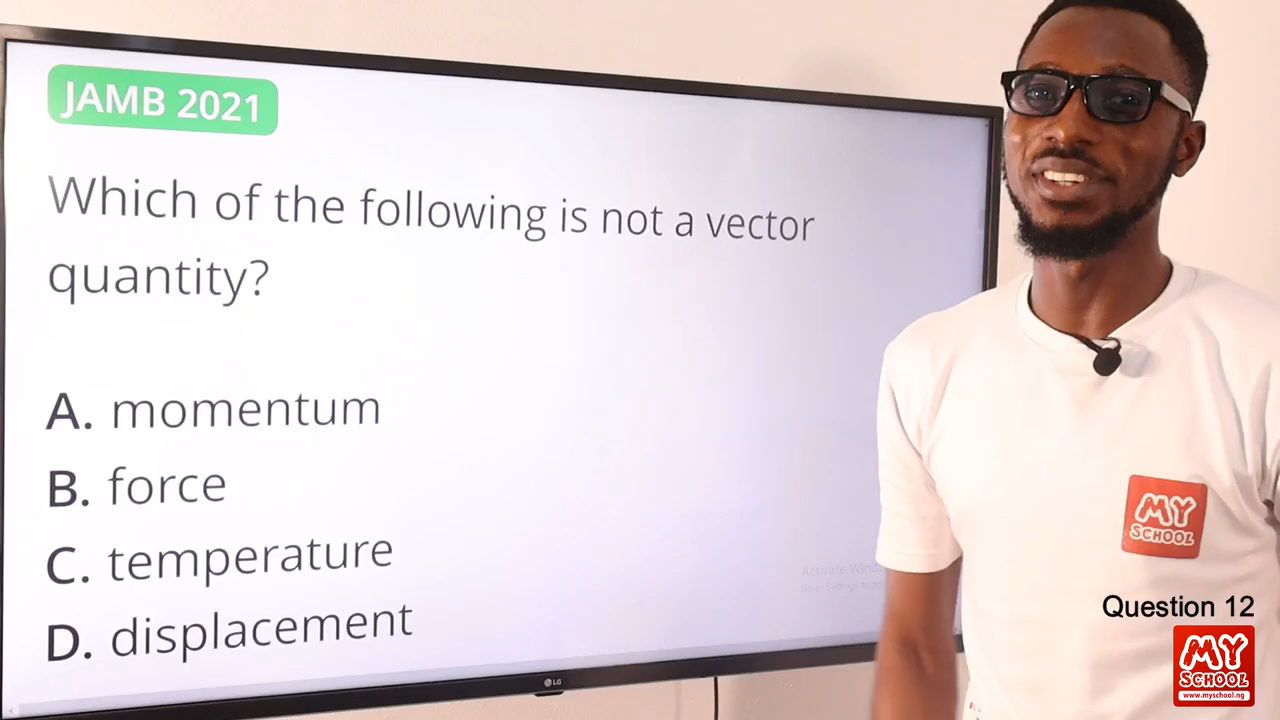 JAMB 2021
Which of the following is not a vector
quantity?
A. momentum
B. force
C. temperature
D. displacement
LG
MY
SCHOOL
Question 12
MY
SCHOOL
www.myschool.ng